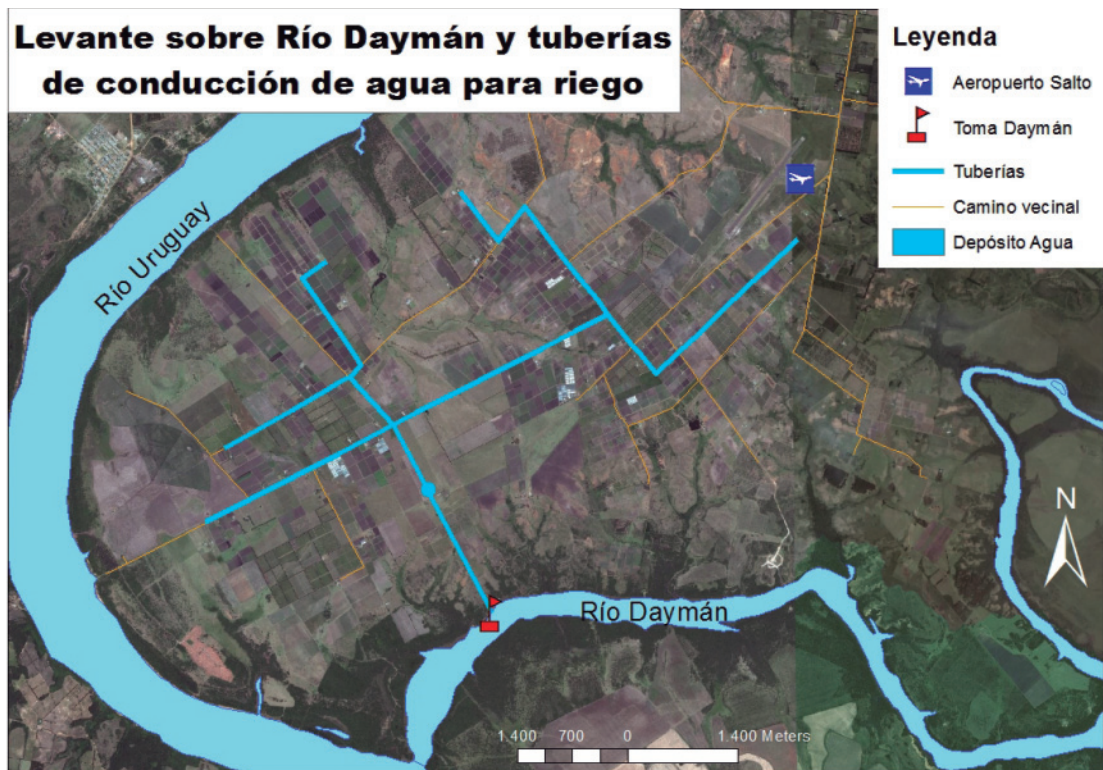 Levante sobre Río Daymán y tuberías
de conducción de agua para riego
Leyenda
Aeropuerto Salto
Toma Daymán
Tuberías
Camino vecinal
Depósito Agua
Río Uruguay
N
Río Daymán
1.400 700 0 1.400 Meters